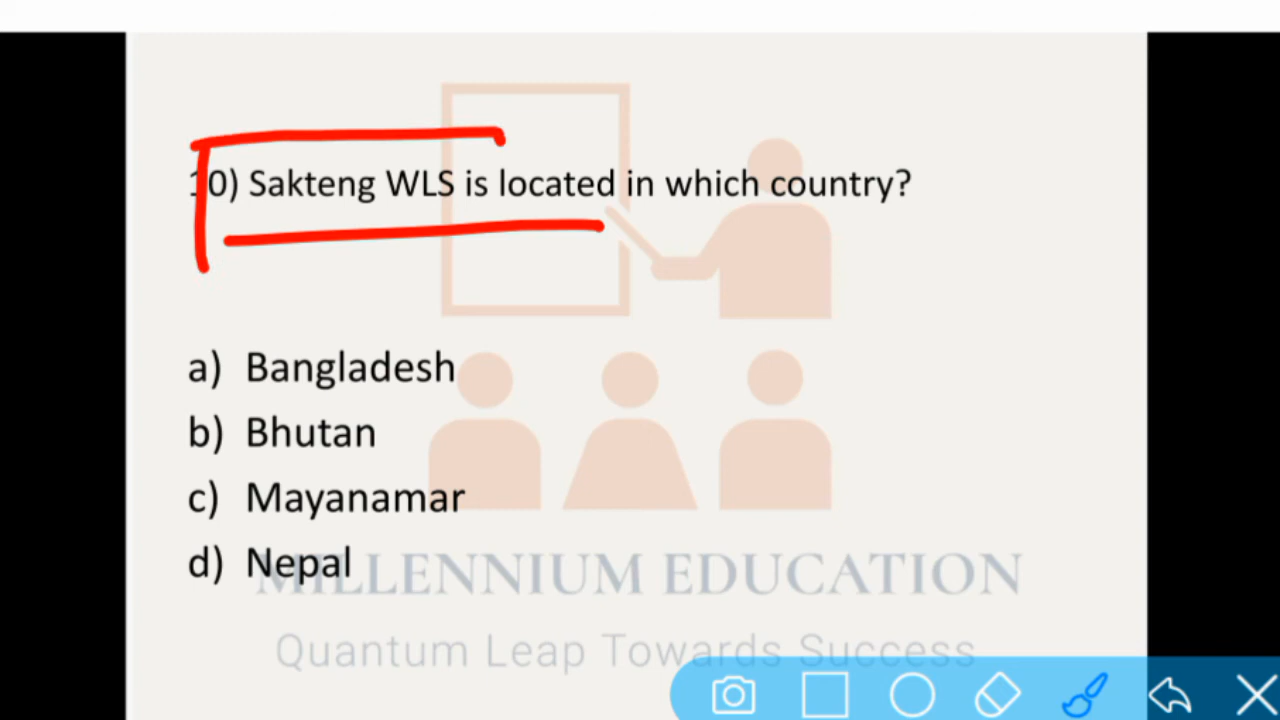 10) Sakteng WLS is located in which country?
a) Bangladesh
b) Bhutan
c) Mayanamar
d) Nepal
MILLENNIUM EDUCATION
Quantum Leap Towards Success